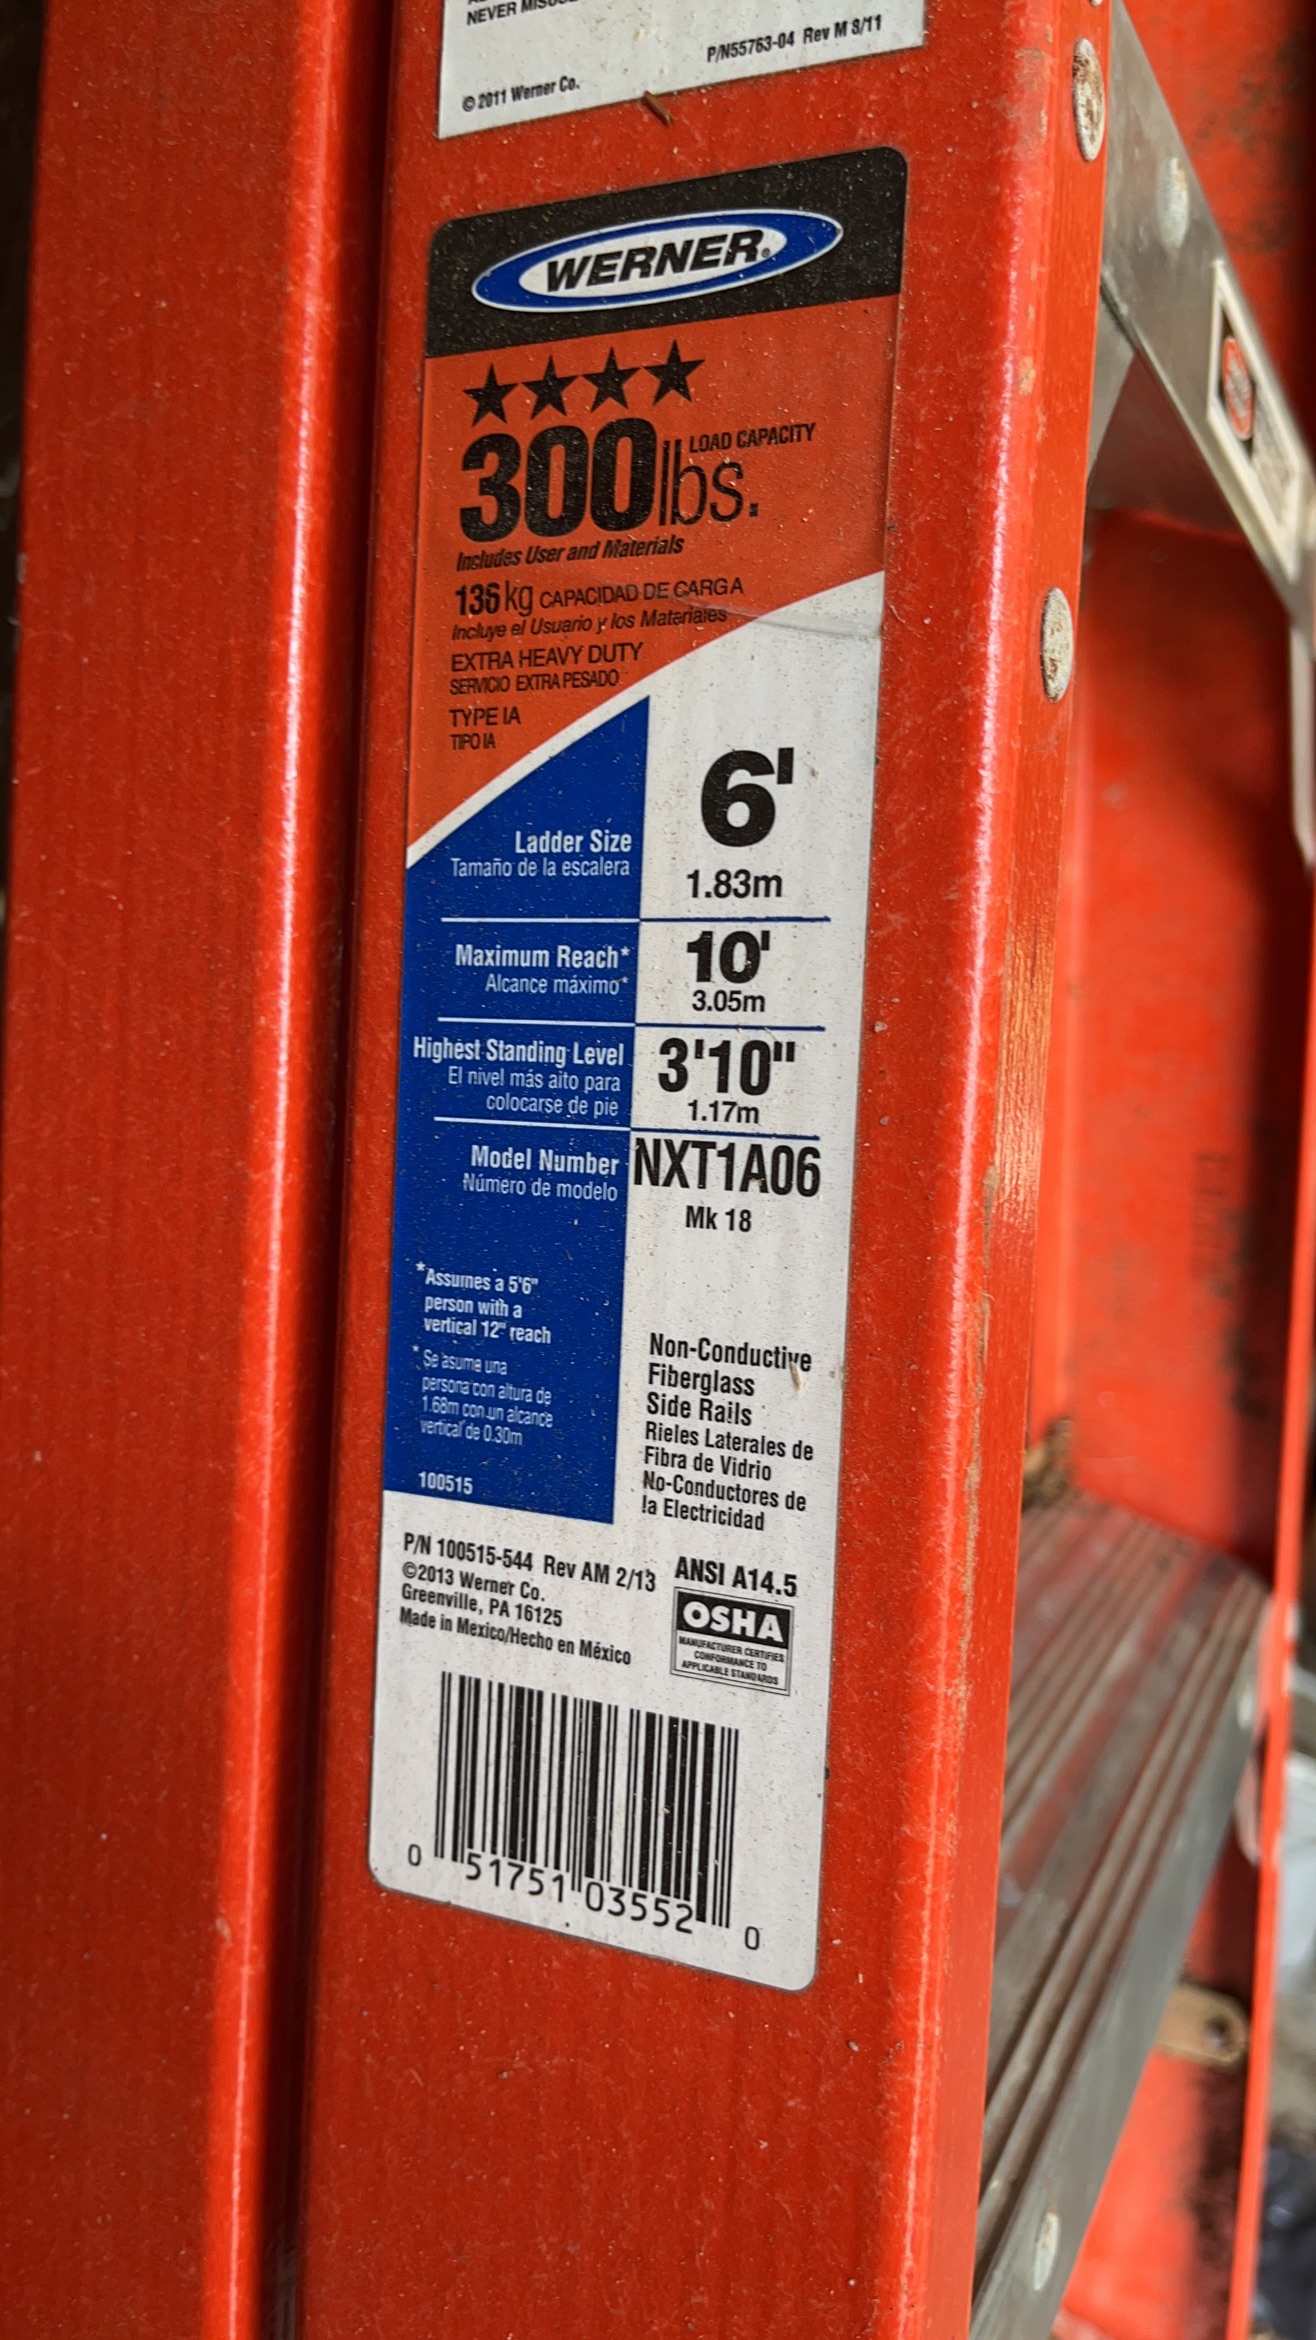 NEVER
P/N55763-04 Rev M 8/11
© 2011 Werner Co.
WERNER®
300 lbs. LOAD CAPACITY
Includes User and Materials
136 kg CAPACIDAD DE CARGA
Incluye el Usuario y los Materiales
EXTRA HEAVY DUTY
SERVICIO EXTRA PESADO
TYPE IA
TIPO IA
Ladder Size 6'
Tamaño de la escalera 1.83m
Maximum Reach* 10'
Alcance máximo* 3.05m
Highest Standing Level 3'10"
El nivel más alto para
colocarse de pie 1.17m
Model Number NXT1A06
Número de modelo
Mk 18
*Assumes a 5'6"
person with a
vertical 12" reach
*Se asume una
persona con altura de
1.68m con un alcance
vertical de 0.30m
100515
Non-Conductive
Fiberglass
Side Rails
Rieles Laterales de
Fibra de Vidrio
No-Conductores de
la Electricidad
P/N 100515-544 Rev AM 2/13
©2013 Werner Co.
Greenville, PA 16125
Made in Mexico/Hecho en México
ANSI A14.5
OSHA
MANUFACTURER CERTIFIES
CONFORMANCE TO
APPLICABLE STANDARDS
0 51751 03552 0